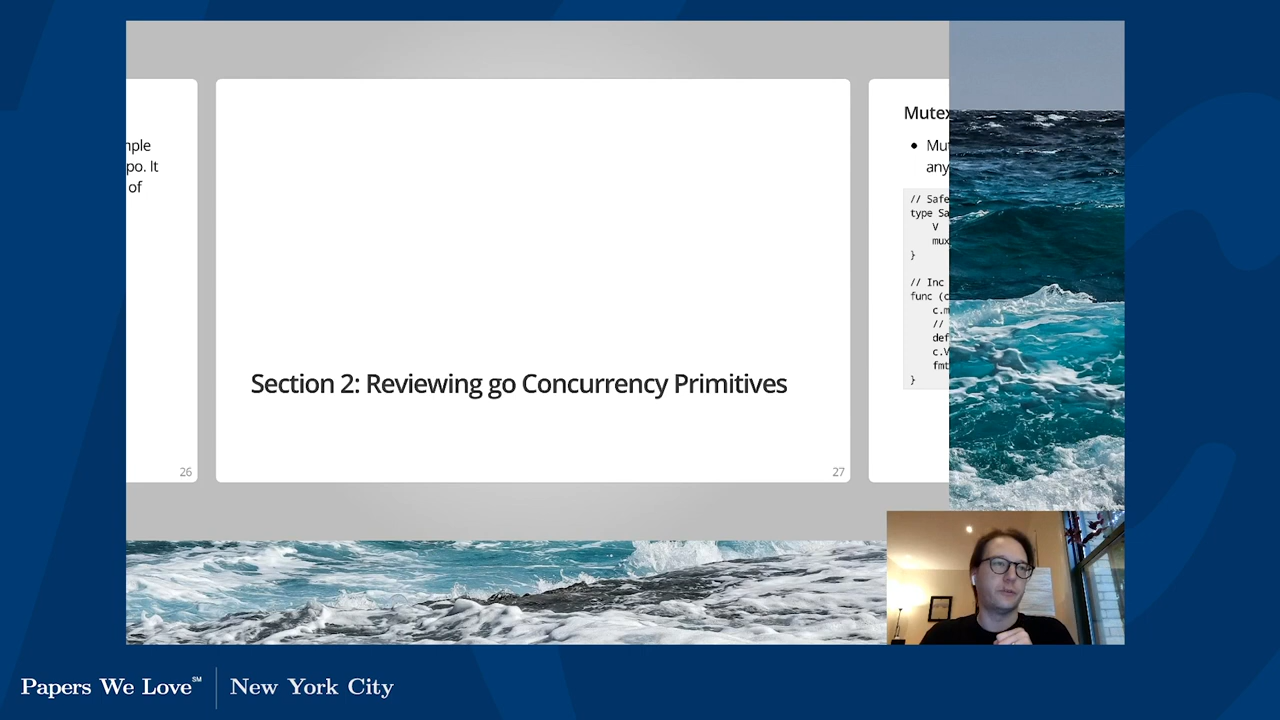 mple
po. It
of
26
Section 2: Reviewing go Concurrency Primitives
27
Mutex
• Mut
any
// Safe
type Sa
V
mux
}
// Inc
func (c
c.m
//
def
c.V
fmt
}
Papers We Love℠ | New York City